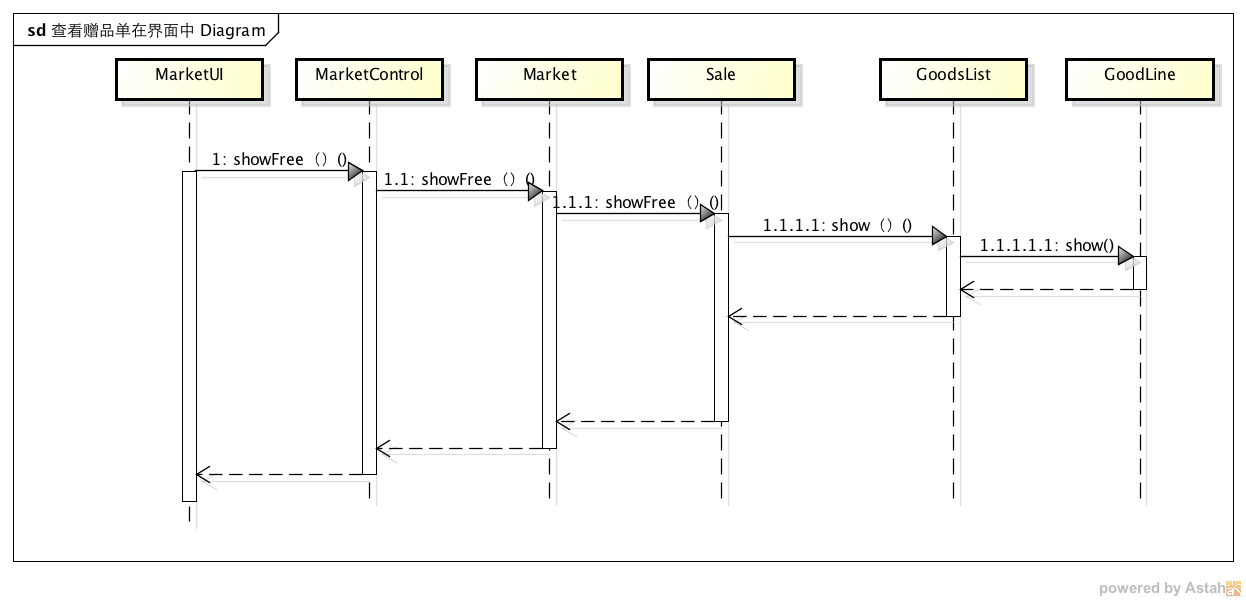 sd 查看赠品单在界面中 Diagram
MarketUI
MarketControl
Market
Sale
GoodsList
GoodLine
1: showFree（）()
1.1: showFree（）()
1.1.1: showFree（）()
1.1.1.1: show（）()
1.1.1.1.1: show()
powered by Astah